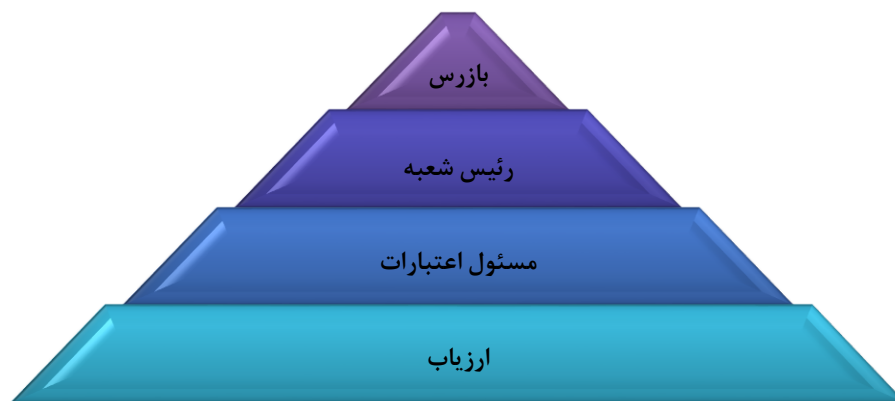 بازرس
رئیس شعبه
مسئول اعتبارات
ارزیاب